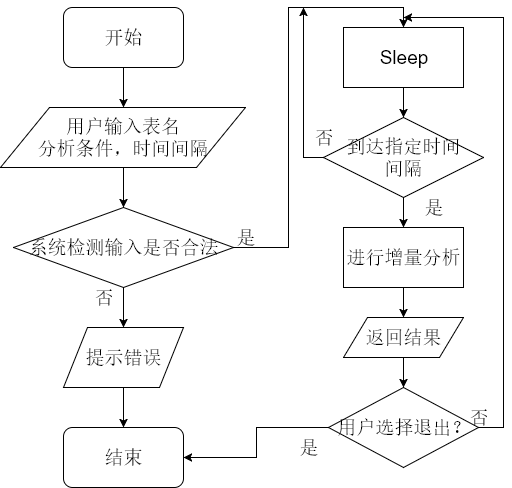 开始
用户输入表名
分析条件，时间间隔
系统检测输入是否合法
是
否
提示错误
结束
Sleep
到达指定时间
间隔
否
是
进行增量分析
返回结果
用户选择退出？
否
是